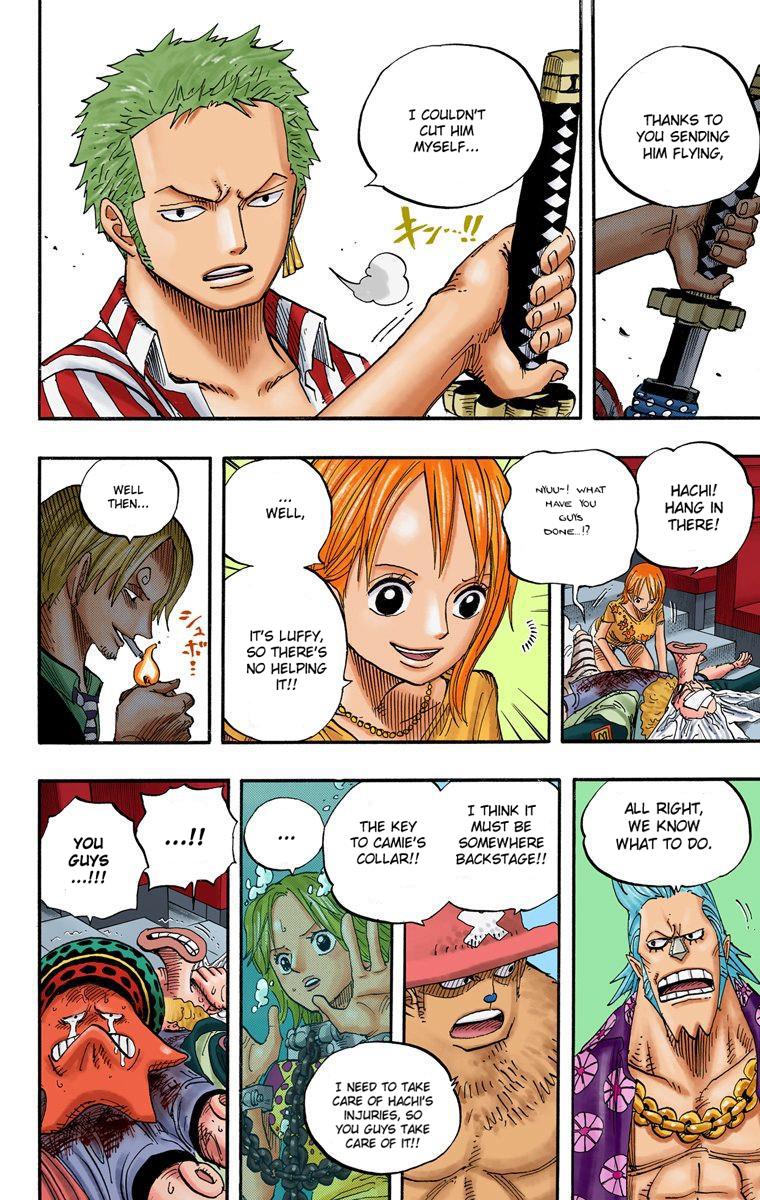 THANKS TO
YOU SENDING
HIM FLYING,
I COULDN'T
CUT HIM
MYSELF...
キン…!!
HACHI!
HANG IN
THERE!
NYUU~! WHAT
HAVE YOU
GUYS
DONE...!?
...
WELL,
IT'S LUFFY,
SO THERE'S
NO HELPING
IT!!
WELL
THEN...
シュボ!!
ALL RIGHT,
WE KNOW
WHAT TO DO.
I THINK IT
MUST BE
SOMEWHERE
BACKSTAGE!!
THE KEY
TO CAMIE'S
COLLAR!!
I NEED TO TAKE
CARE OF HACHI'S
INJURIES, SO
YOU GUYS TAKE
CARE OF IT!!
...
...!!
YOU
GUYS
...!!!